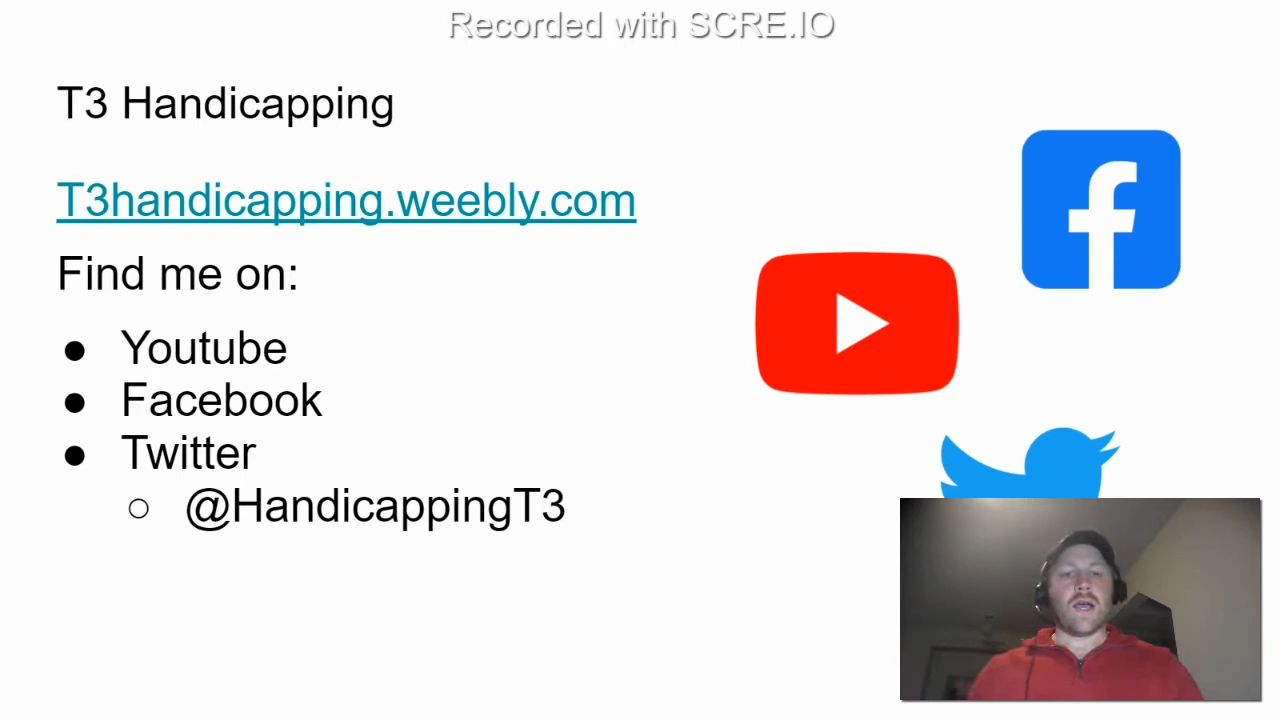 Recorded with SCRE.IO
T3 Handicapping
T3handicapping.weebly.com
Find me on:
● Youtube
● Facebook
● Twitter
○ @HandicappingT3